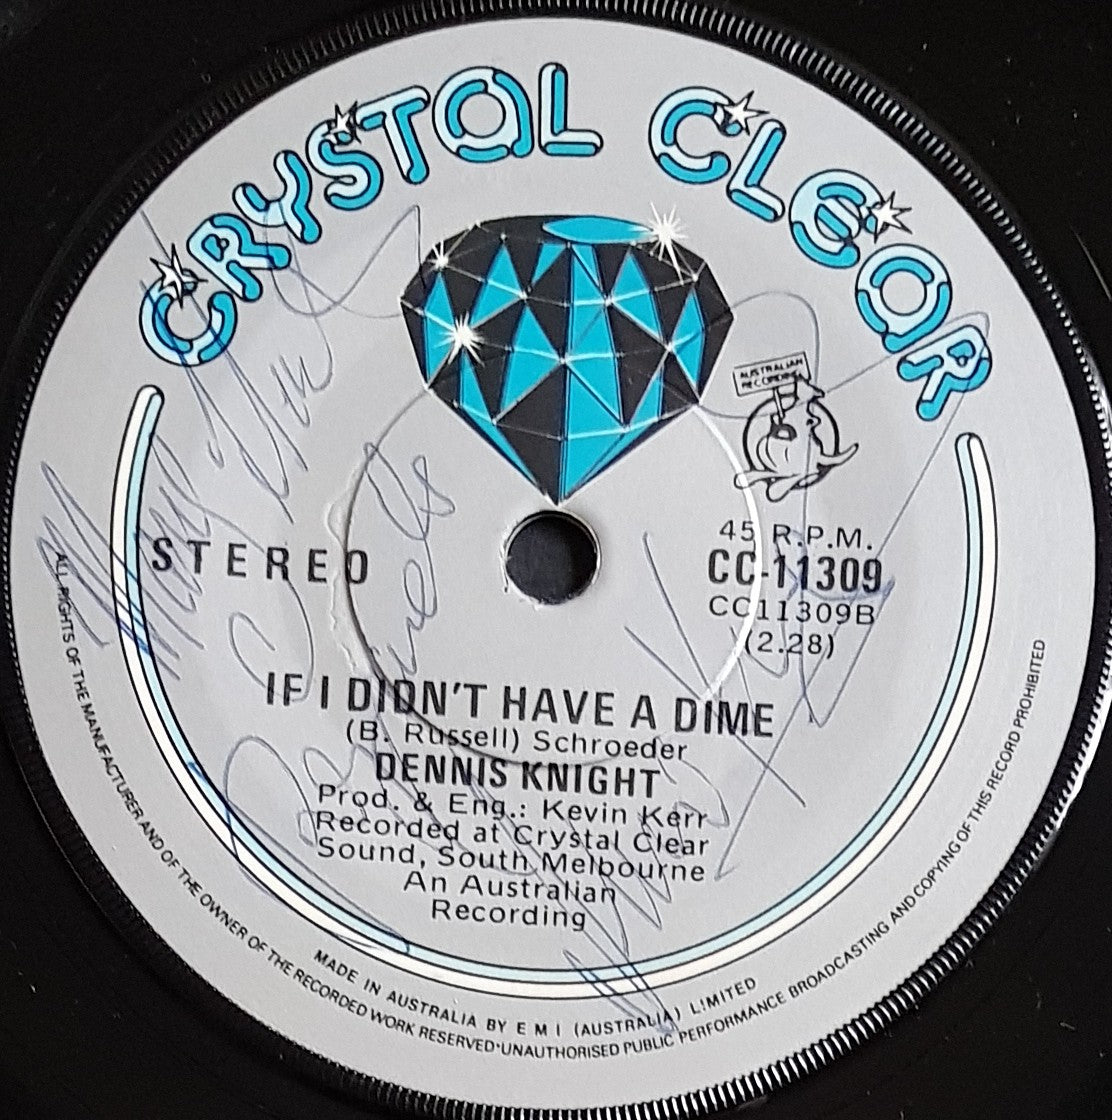 CRYSTAL CLEAR
AUSTRALIAN
RECORDING
STEREO
45 R.P.M.
CC-11309
CC11309B
(2.28)
IF I DIDN'T HAVE A DIME
(B. Russell) Schroeder
DENNIS KNIGHT
Prod. & Eng.: Kevin Kerr
Recorded at Crystal Clear
Sound, South Melbourne
An Australian
Recording
MADE IN AUSTRALIA BY E M I (AUSTRALIA) LIMITED
ALL RIGHTS OF THE MANUFACTURER AND OF THE OWNER OF THE RECORDED WORK RESERVED·UNAUTHORISED PUBLIC PERFORMANCE BROADCASTING AND COPYING OF THIS RECORD PROHIBITED